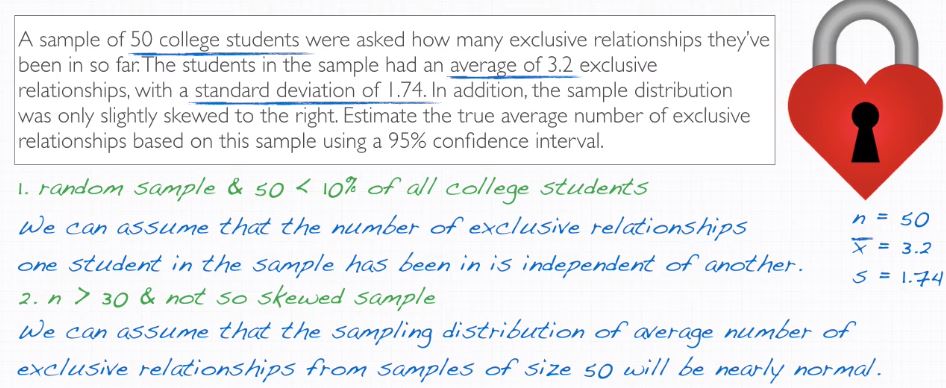 A sample of 50 college students were asked how many exclusive relationships they've
been in so far. The students in the sample had an average of 3.2 exclusive
relationships, with a standard deviation of 1.74. In addition, the sample distribution
was only slightly skewed to the right. Estimate the true average number of exclusive
relationships based on this sample using a 95% confidence interval.
1. random sample & 50 < 10% of all college students
We can assume that the number of exclusive relationships
one student in the sample has been in is independent of another.
2. n > 30 & not so skewed sample
We can assume that the sampling distribution of average number of
exclusive relationships from samples of size 50 will be nearly normal.
n = 50
x̅ = 3.2
s = 1.74